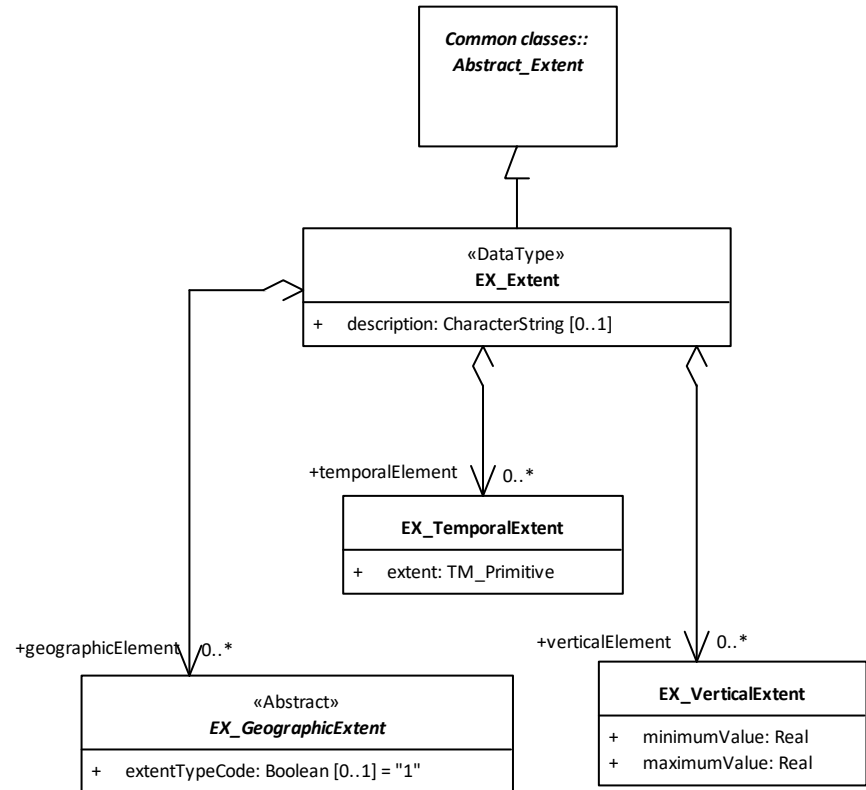 Common classes::
Abstract_Extent
«DataType»
EX_Extent
+ description: CharacterString [0..1]
+temporalElement 0..*
EX_TemporalExtent
+ extent: TM_Primitive
+geographicElement 0..*
«Abstract»
EX_GeographicExtent
+ extentTypeCode: Boolean [0..1] = "1"
+verticalElement 0..*
EX_VerticalExtent
+ minimumValue: Real
+ maximumValue: Real